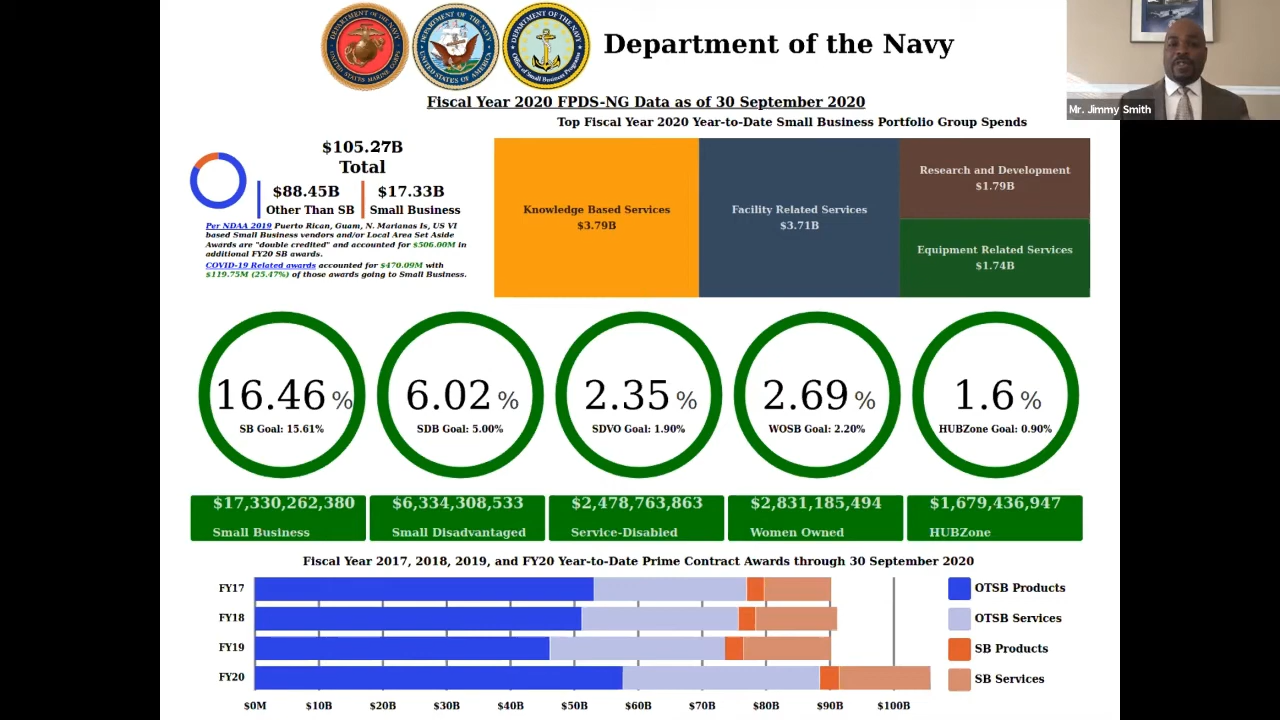 Department of the Navy
Mr. Jimmy Smith
Fiscal Year 2020 FPDS-NG Data as of 30 September 2020
Top Fiscal Year 2020 Year-to-Date Small Business Portfolio Group Spends
$105.27B
Total
$88.45B
Other Than SB
$17.33B
Small Business
Per NDAA 2019 Puerto Rican, Guam, N. Marianas Is, US VI
based Small Business vendors and/or Local Area Set Aside
Awards are "double credited" and accounted for $506.00M in
additional FY20 SB awards.
COVID-19 Related awards accounted for $470.09M with
$119.75M (25.47%) of those awards going to Small Business.
Knowledge Based Services
$3.79B
Facility Related Services
$3.71B
Research and Development
$1.79B
Equipment Related Services
$1.74B
16.46 %
SB Goal: 15.61%
6.02 %
SDB Goal: 5.00%
2.35 %
SDVO Goal: 1.90%
2.69 %
WOSB Goal: 2.20%
1.6 %
HUBZone Goal: 0.90%
$17,330,262,380
Small Business
$6,334,308,533
Small Disadvantaged
$2,478,763,863
Service-Disabled
$2,831,185,494
Women Owned
$1,679,436,947
HUBZone
Fiscal Year 2017, 2018, 2019, and FY20 Year-to-Date Prime Contract Awards through 30 September 2020
FY17
FY18
FY19
FY20
$0M
$10B
$20B
$30B
$40B
$50B
$60B
$70B
$80B
$90B
$100B
OTSB Products
OTSB Services
SB Products
SB Services